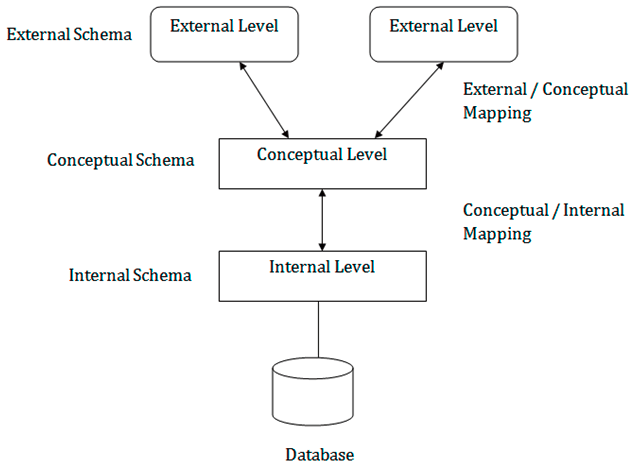 External Schema
External Level
External Level
External / Conceptual
Mapping
Conceptual Schema
Conceptual Level
Conceptual / Internal
Mapping
Internal Schema
Internal Level
Database